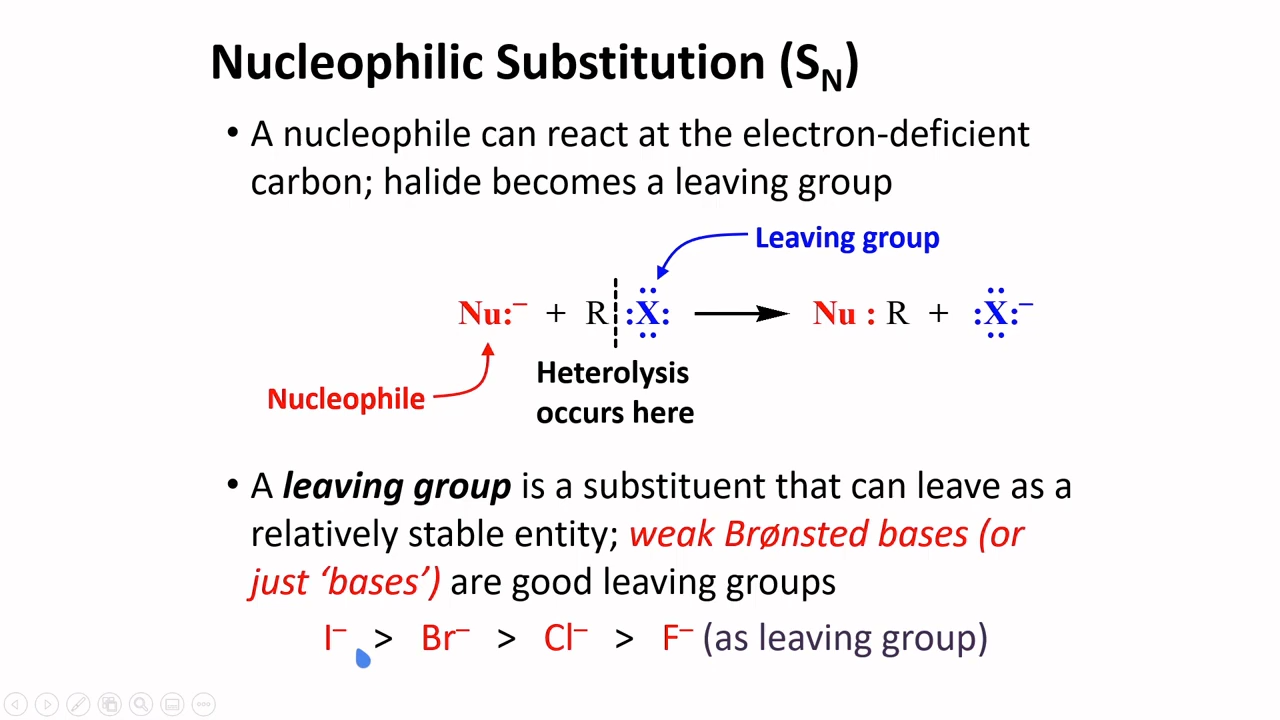 Nucleophilic Substitution (S_N)
• A nucleophile can react at the electron-deficient
carbon; halide becomes a leaving group
Leaving group
Nu:⁻ + R :X: → Nu : R + :X:⁻
Nucleophile
Heterolysis
occurs here
• A leaving group is a substituent that can leave as a
relatively stable entity; weak Brønsted bases (or
just ‘bases’) are good leaving groups
I⁻ > Br⁻ > Cl⁻ > F⁻ (as leaving group)